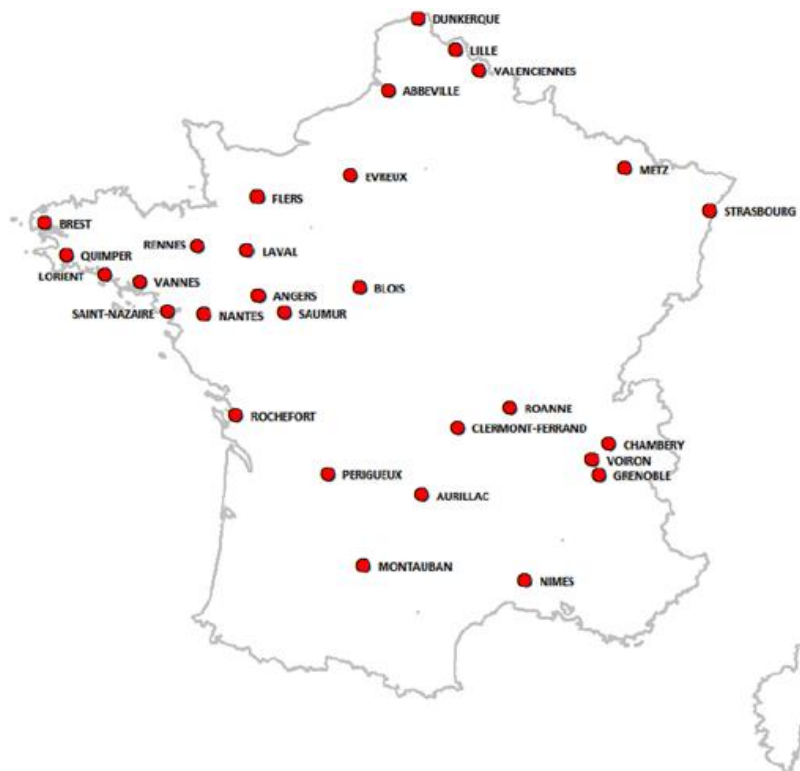 DUNKERQUE
LILLE
VALENCIENNES
ABBEVILLE
METZ
EVREUX
FLERS
STRASBOURG
BREST
RENNES
LAVAL
QUIMPER
LORIENT
VANNES
BLOIS
ANGERS
SAINT-NAZAIRE
NANTES
SAUMUR
ROANNE
ROCHEFORT
CLERMONT-FERRAND
CHAMBERY
VOIRON
PERIGUEUX
GRENOBLE
AURILLAC
MONTAUBAN
NIMES